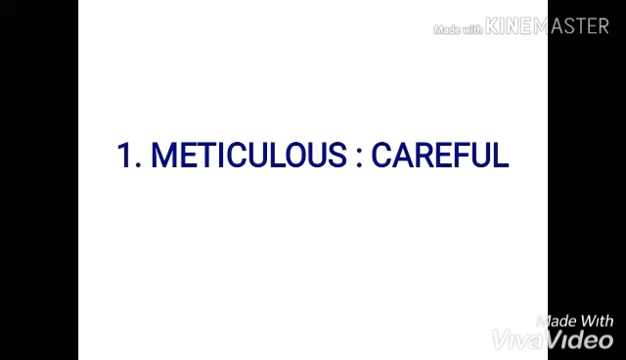 Made with KINEMASTER
1. METICULOUS : CAREFUL
Made With
VivaVideo